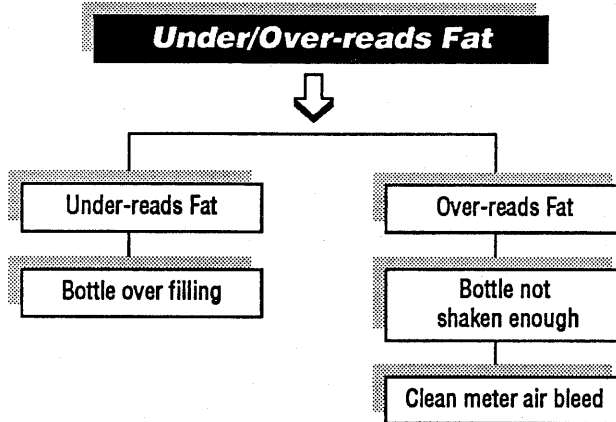 Under/Over-reads Fat
Under-reads Fat
Bottle over filling
Over-reads Fat
Bottle not
shaken enough
Clean meter air bleed